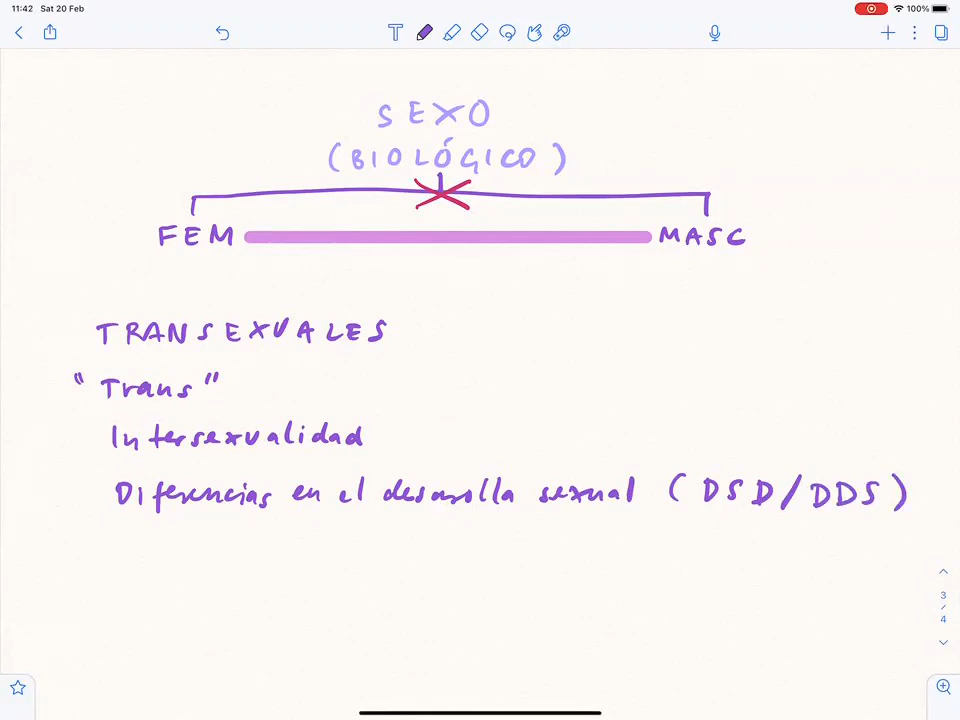 11:42 Sat 20 Feb 100%
SEXO
(BIOLÓGICO)
FEM MASC
TRANSEXUALES
"Trans"
Intersexualidad
Diferencias en el desarrolla sexual (DSD/DDS)
3
/
4